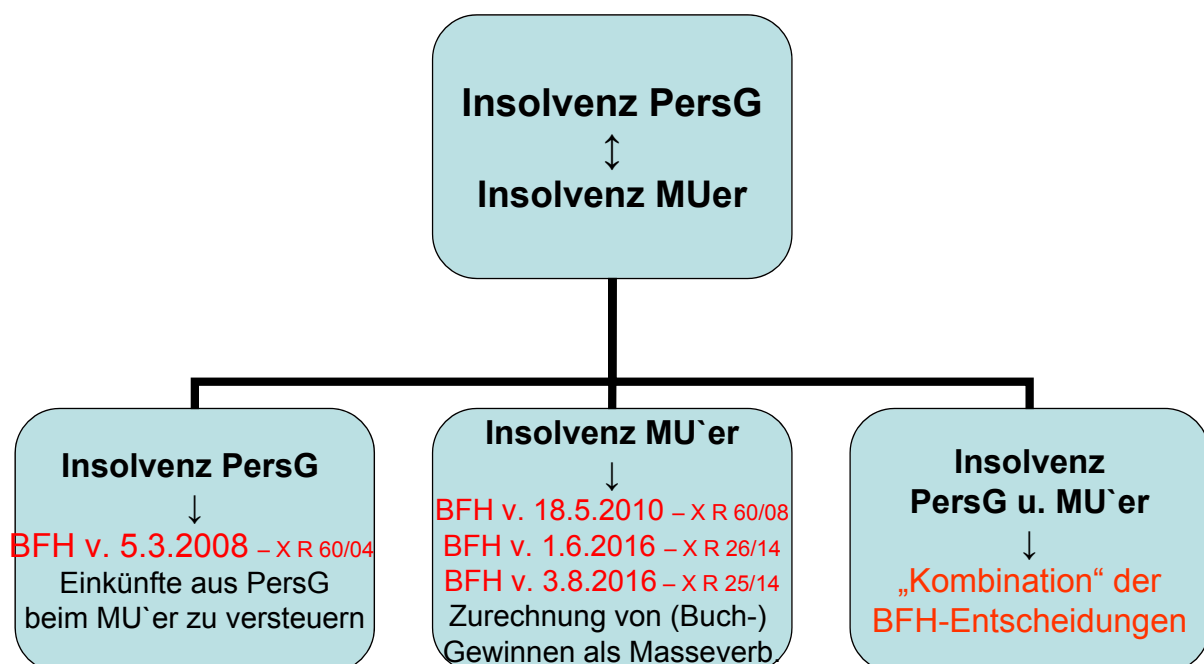 Insolvenz PersG
↕
Insolvenz MUer
Insolvenz PersG
↓
BFH v. 5.3.2008 – X R 60/04
Einkünfte aus PersG
beim MU`er zu versteuern
Insolvenz MU`er
↓
BFH v. 18.5.2010 – X R 60/08
BFH v. 1.6.2016 – X R 26/14
BFH v. 3.8.2016 – X R 25/14
Zurechnung von (Buch-)
Gewinnen als Masseverb.
Insolvenz
PersG u. MU`er
↓
„Kombination“ der
BFH-Entscheidungen